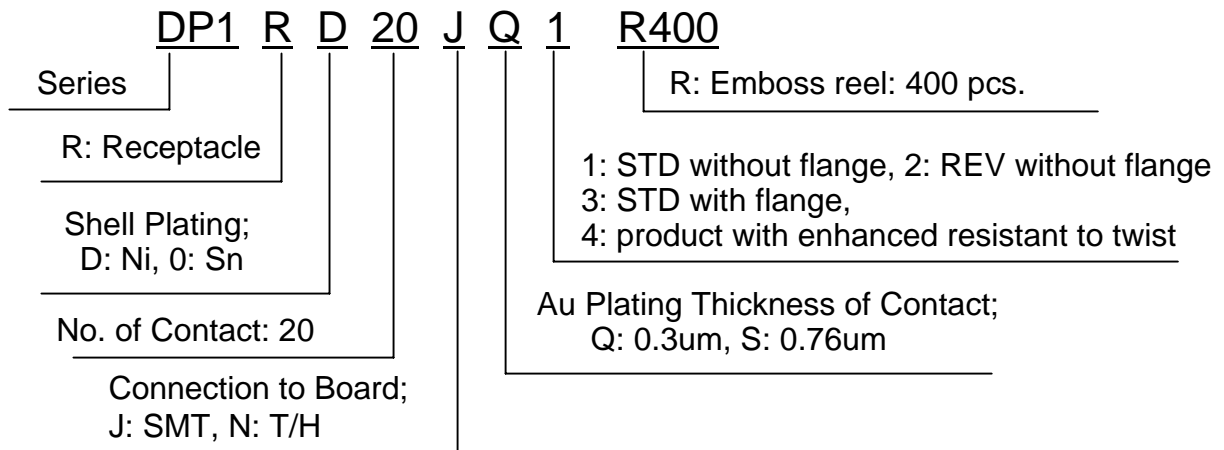 DP1 R D 20 J Q 1 R400
Series
R: Emboss reel: 400 pcs.
R: Receptacle
1: STD without flange, 2: REV without flange
3: STD with flange,
4: product with enhanced resistant to twist
Shell Plating;
D: Ni, 0: Sn
Au Plating Thickness of Contact;
Q: 0.3um, S: 0.76um
No. of Contact: 20
Connection to Board;
J: SMT, N: T/H